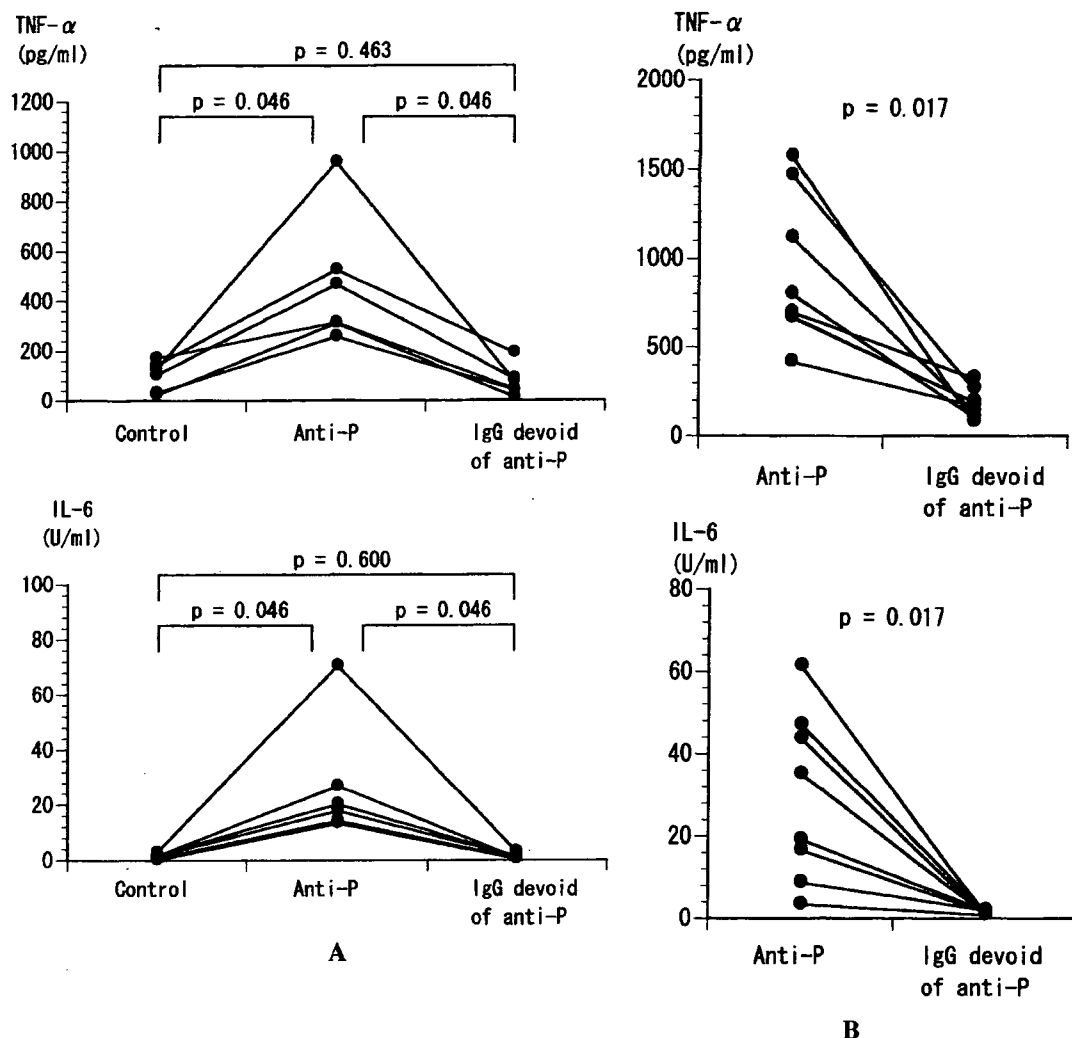 TNF-α
(pg/ml)
p = 0.463
p = 0.046 p = 0.046
1200
1000
800
600
400
200
0
Control Anti-P IgG devoid
of anti-P
IL-6
(U/ml)
p = 0.600
p = 0.046 p = 0.046
100
80
60
40
20
0
Control Anti-P IgG devoid
of anti-P
A
TNF-α
(pg/ml)
2000
p = 0.017
1500
1000
500
0
Anti-P IgG devoid
of anti-P
IL-6
(U/ml)
80
p = 0.017
60
40
20
0
Anti-P IgG devoid
of anti-P
B